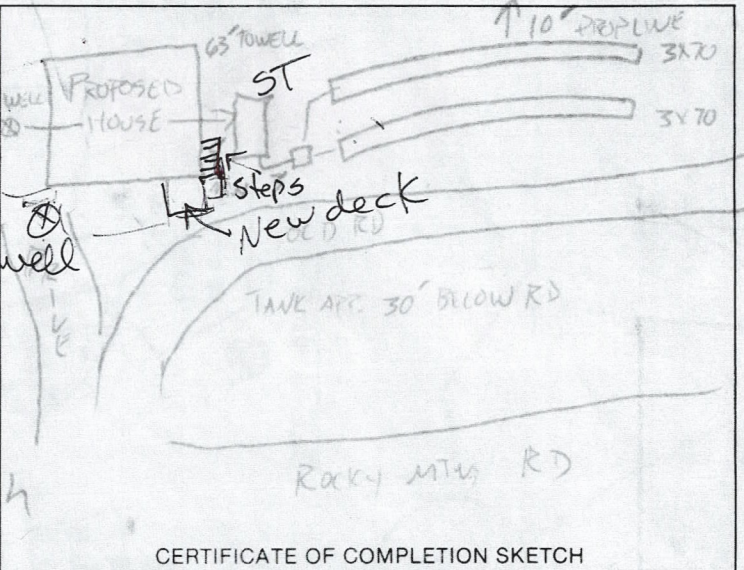 ↑ 10' PROPLINE
63' TO WELL
3X70
ST
WELL
PROPOSED
HOUSE
3X70
Steps
New deck
OLD RD
well
DRIVE
TANK APP. 30' BELOW RD
ROCKY MTN RD
CERTIFICATE OF COMPLETION SKETCH